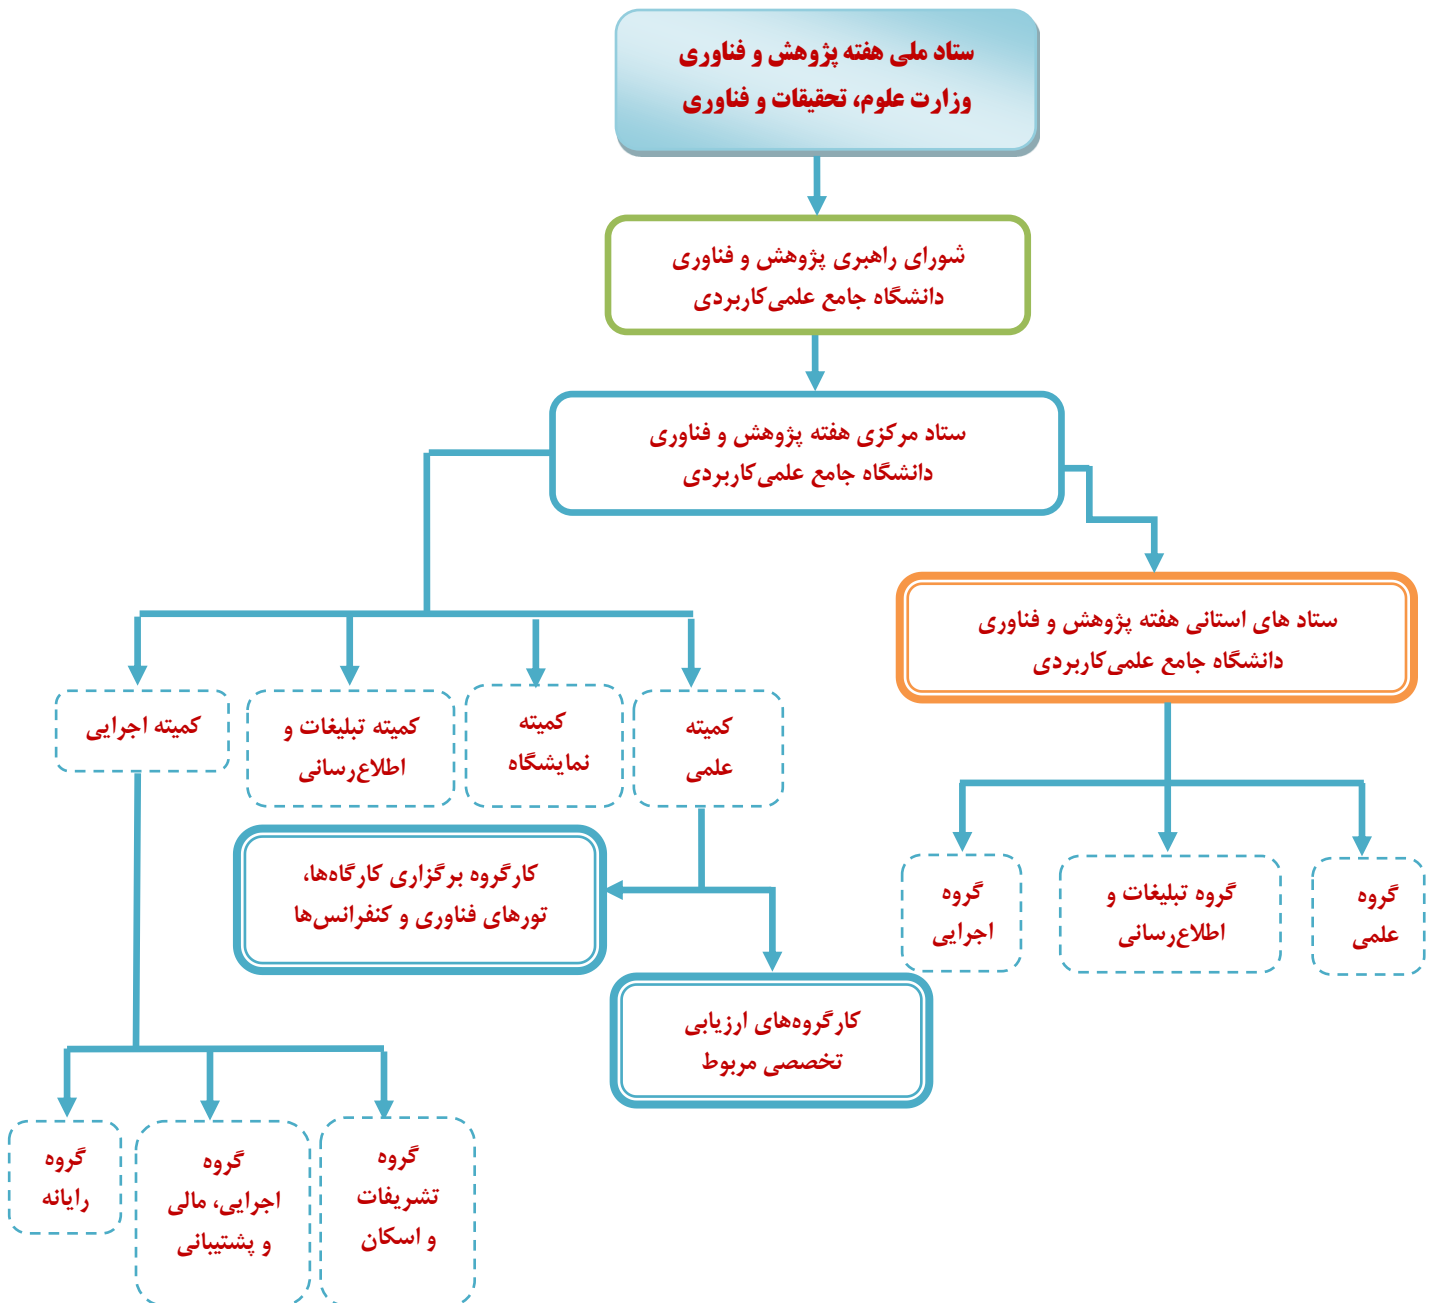 ستاد ملی هفته پژوهش و فناوری
وزارت علوم، تحقیقات و فناوری
شورای راهبری پژوهش و فناوری
دانشگاه جامع علمی‌کاربردی
ستاد مرکزی هفته پژوهش و فناوری
دانشگاه جامع علمی‌کاربردی
ستاد های استانی هفته پژوهش و فناوری
دانشگاه جامع علمی‌کاربردی
کمیته
علمی
کمیته
نمایشگاه
کمیته تبلیغات و
اطلاع‌رسانی
کمیته اجرایی
گروه
علمی
گروه تبلیغات و
اطلاع‌رسانی
گروه
اجرایی
کارگروه برگزاری کارگاه‌ها،
تورهای فناوری و کنفرانس‌ها
کارگروه‌های ارزیابی
تخصصی مربوط
گروه
تشریفات
و اسکان
گروه
اجرایی، مالی
و پشتیبانی
گروه
رایانه